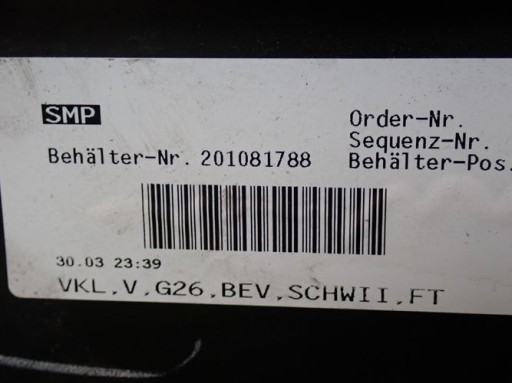 SMP
Order-Nr.
Sequenz-Nr.
Behälter-Nr. 201081788
Behälter-Pos.
30.03 23:39
VKL,V,G26,BEV,SCHWII,FT